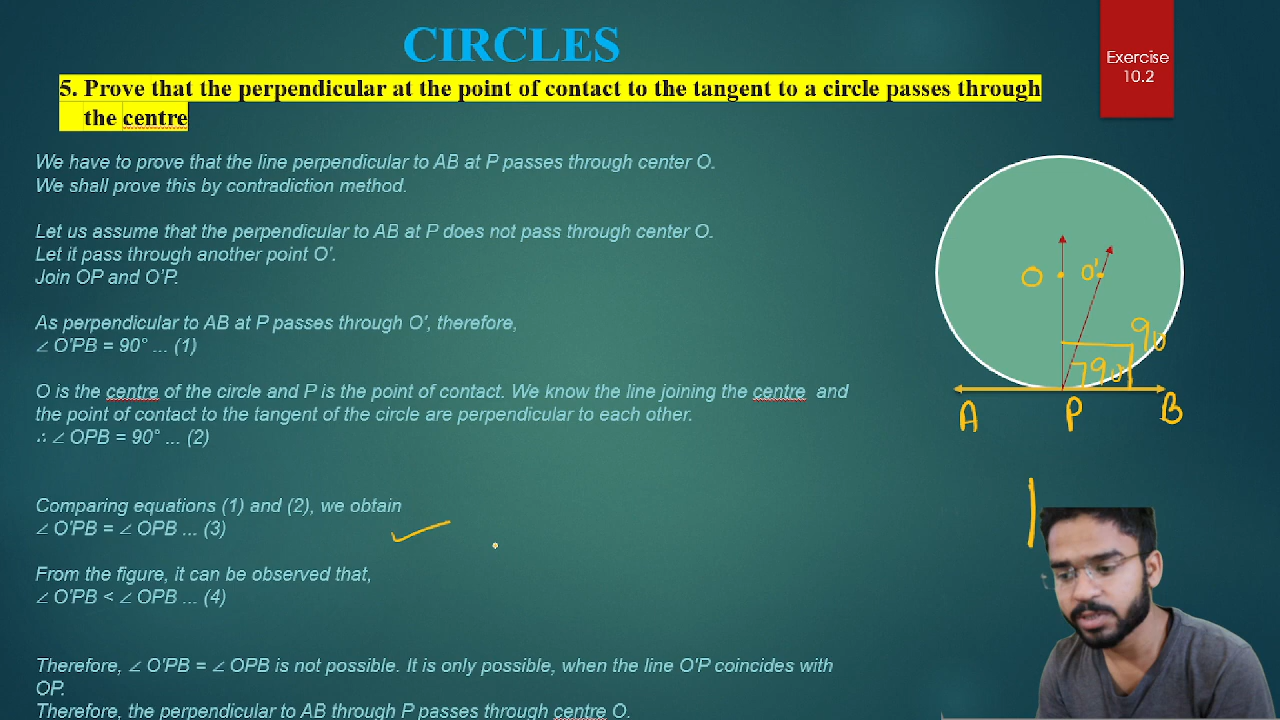 CIRCLES
Exercise
10.2
5. Prove that the perpendicular at the point of contact to the tangent to a circle passes through
the centre
We have to prove that the line perpendicular to AB at P passes through center O.
We shall prove this by contradiction method.
Let us assume that the perpendicular to AB at P does not pass through center O.
Let it pass through another point O′.
Join OP and O'P.
As perpendicular to AB at P passes through O′, therefore,
∠ O'PB = 90° ... (1)
O is the centre of the circle and P is the point of contact. We know the line joining the centre and
the point of contact to the tangent of the circle are perpendicular to each other.
∴ ∠ OPB = 90° ... (2)
Comparing equations (1) and (2), we obtain
∠ O'PB = ∠ OPB ... (3)
From the figure, it can be observed that,
∠ O'PB < ∠ OPB ... (4)
Therefore, ∠ O'PB = ∠ OPB is not possible. It is only possible, when the line O'P coincides with
OP.
Therefore, the perpendicular to AB through P passes through centre O.
O O'
90
90
A P B